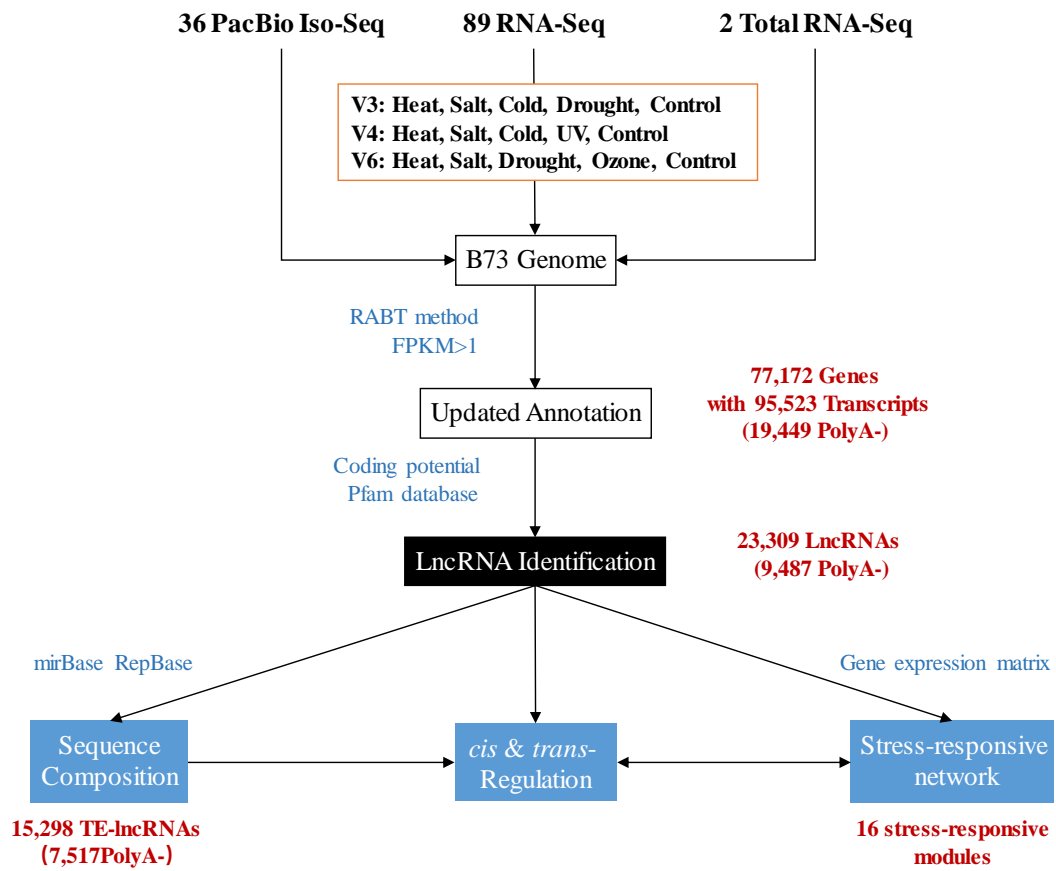 36 PacBio Iso-Seq
89 RNA-Seq
2 Total RNA-Seq
V3: Heat, Salt, Cold, Drought, Control
V4: Heat, Salt, Cold, UV, Control
V6: Heat, Salt, Drought, Ozone, Control
B73 Genome
RABT method
FPKM>1
Updated Annotation
77,172 Genes
with 95,523 Transcripts
(19,449 PolyA-)
Coding potential
Pfam database
LncRNA Identification
23,309 LncRNAs
(9,487 PolyA-)
mirBase RepBase
Gene expression matrix
Sequence
Composition
cis & trans-
Regulation
Stress-responsive
network
15,298 TE-lncRNAs
(7,517PolyA-)
16 stress-responsive
modules